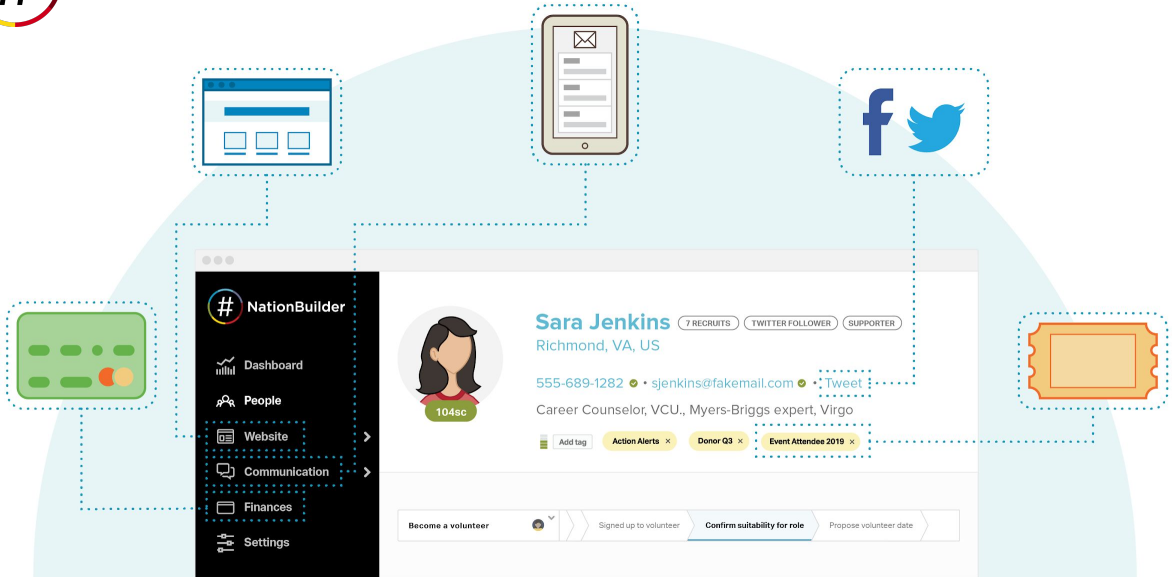 #
# NationBuilder
Dashboard
People
Website
Communication
Finances
Settings
104sc
Sara Jenkins 7 RECRUITS TWITTER FOLLOWER SUPPORTER
Richmond, VA, US
555-689-1282 • sjenkins@fakemail.com • Tweet
Career Counselor, VCU., Myers-Briggs expert, Virgo
Add tag Action Alerts × Donor Q3 × Event Attendee 2019 ×
Become a volunteer Signed up to volunteer Confirm suitability for role Propose volunteer date